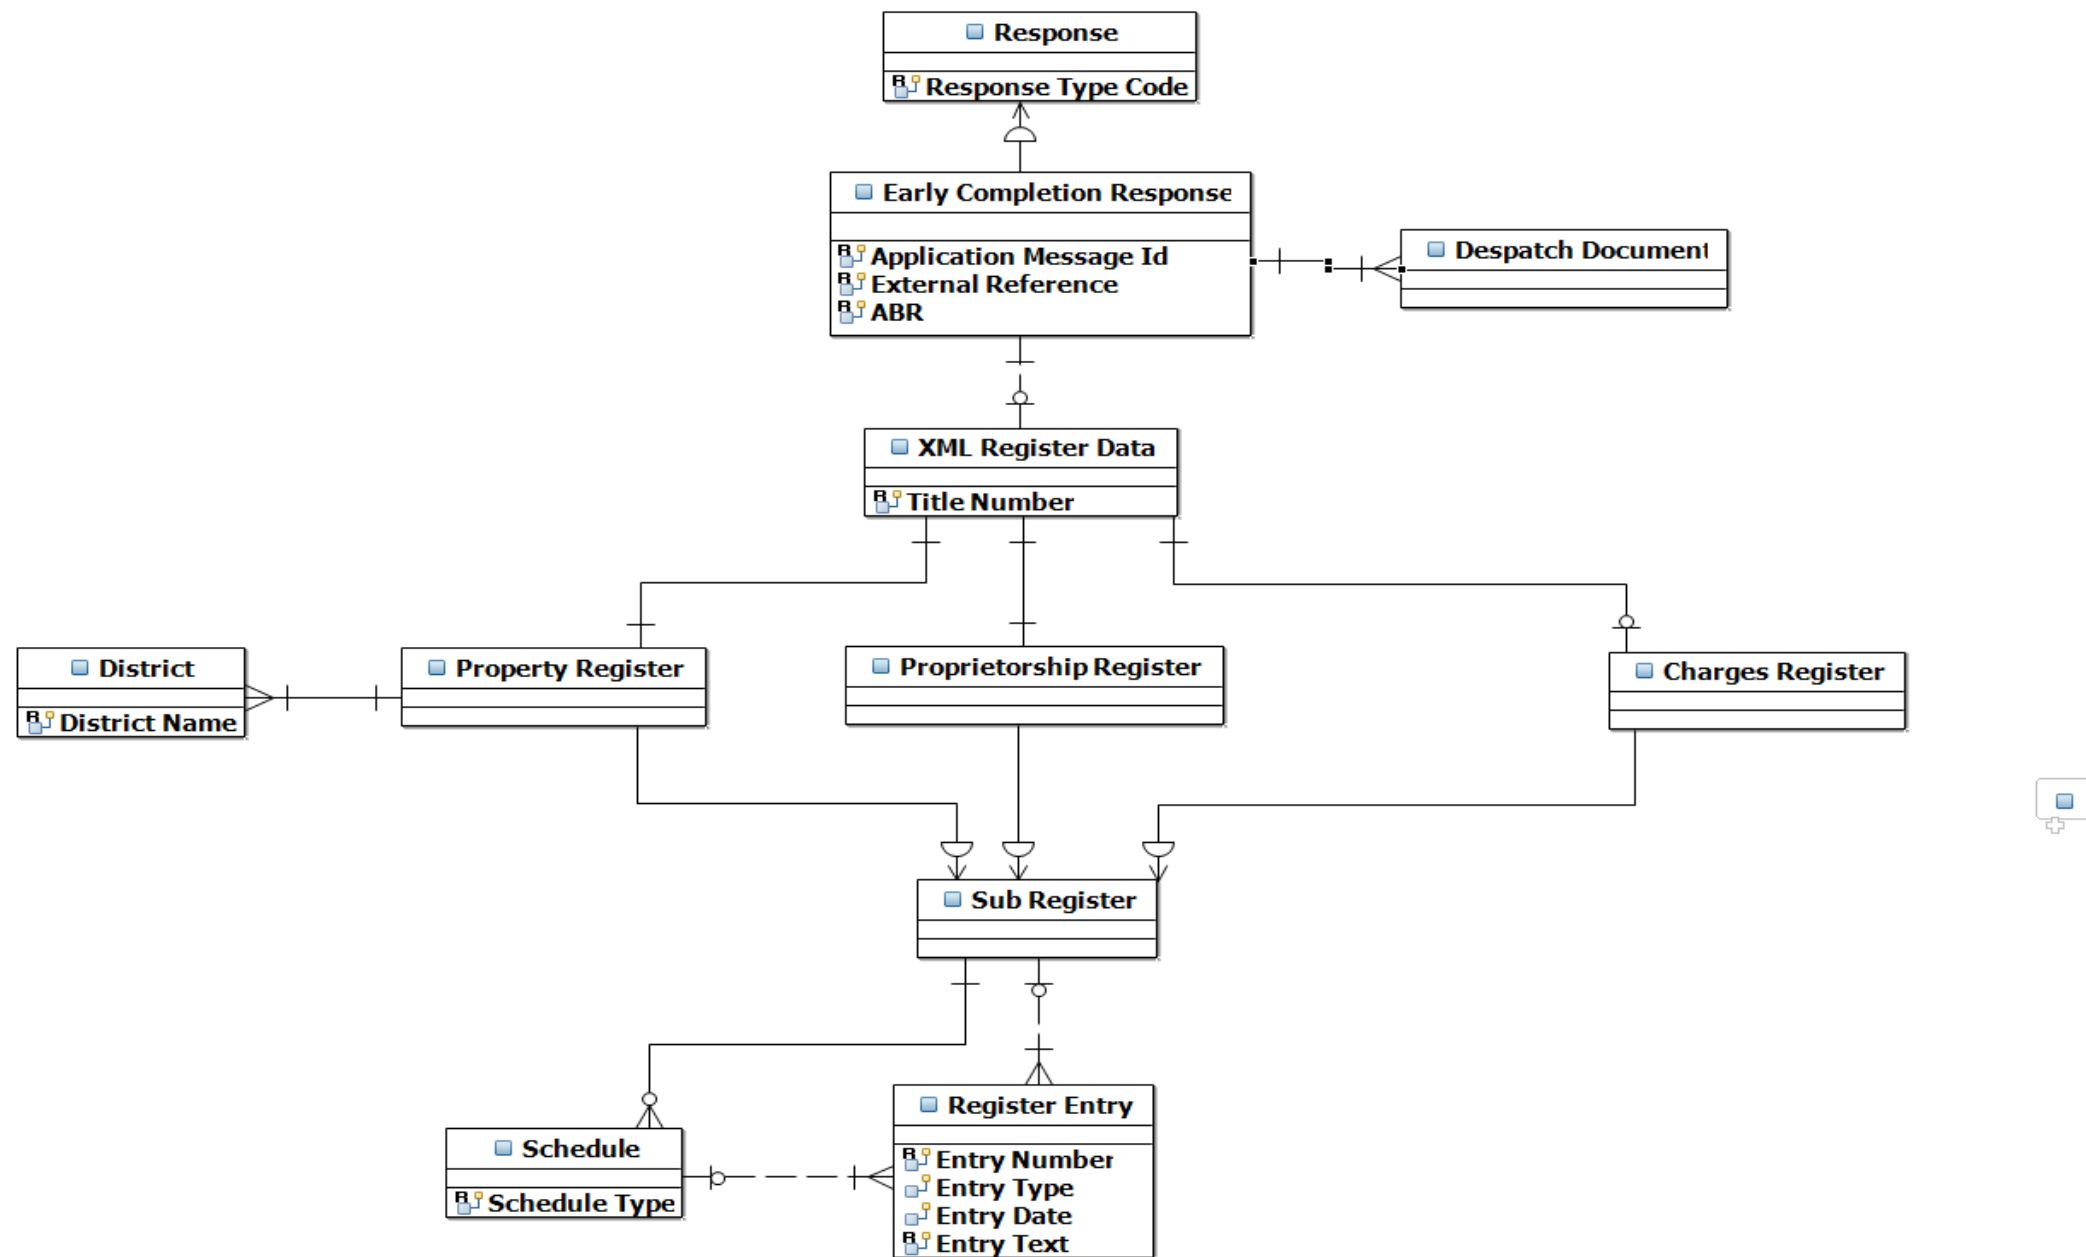 Response
Response Type Code
Early Completion Response
Application Message Id
External Reference
ABR
Despatch Document
XML Register Data
Title Number
District
District Name
Property Register
Proprietorship Register
Charges Register
Sub Register
Schedule
Schedule Type
Register Entry
Entry Number
Entry Type
Entry Date
Entry Text